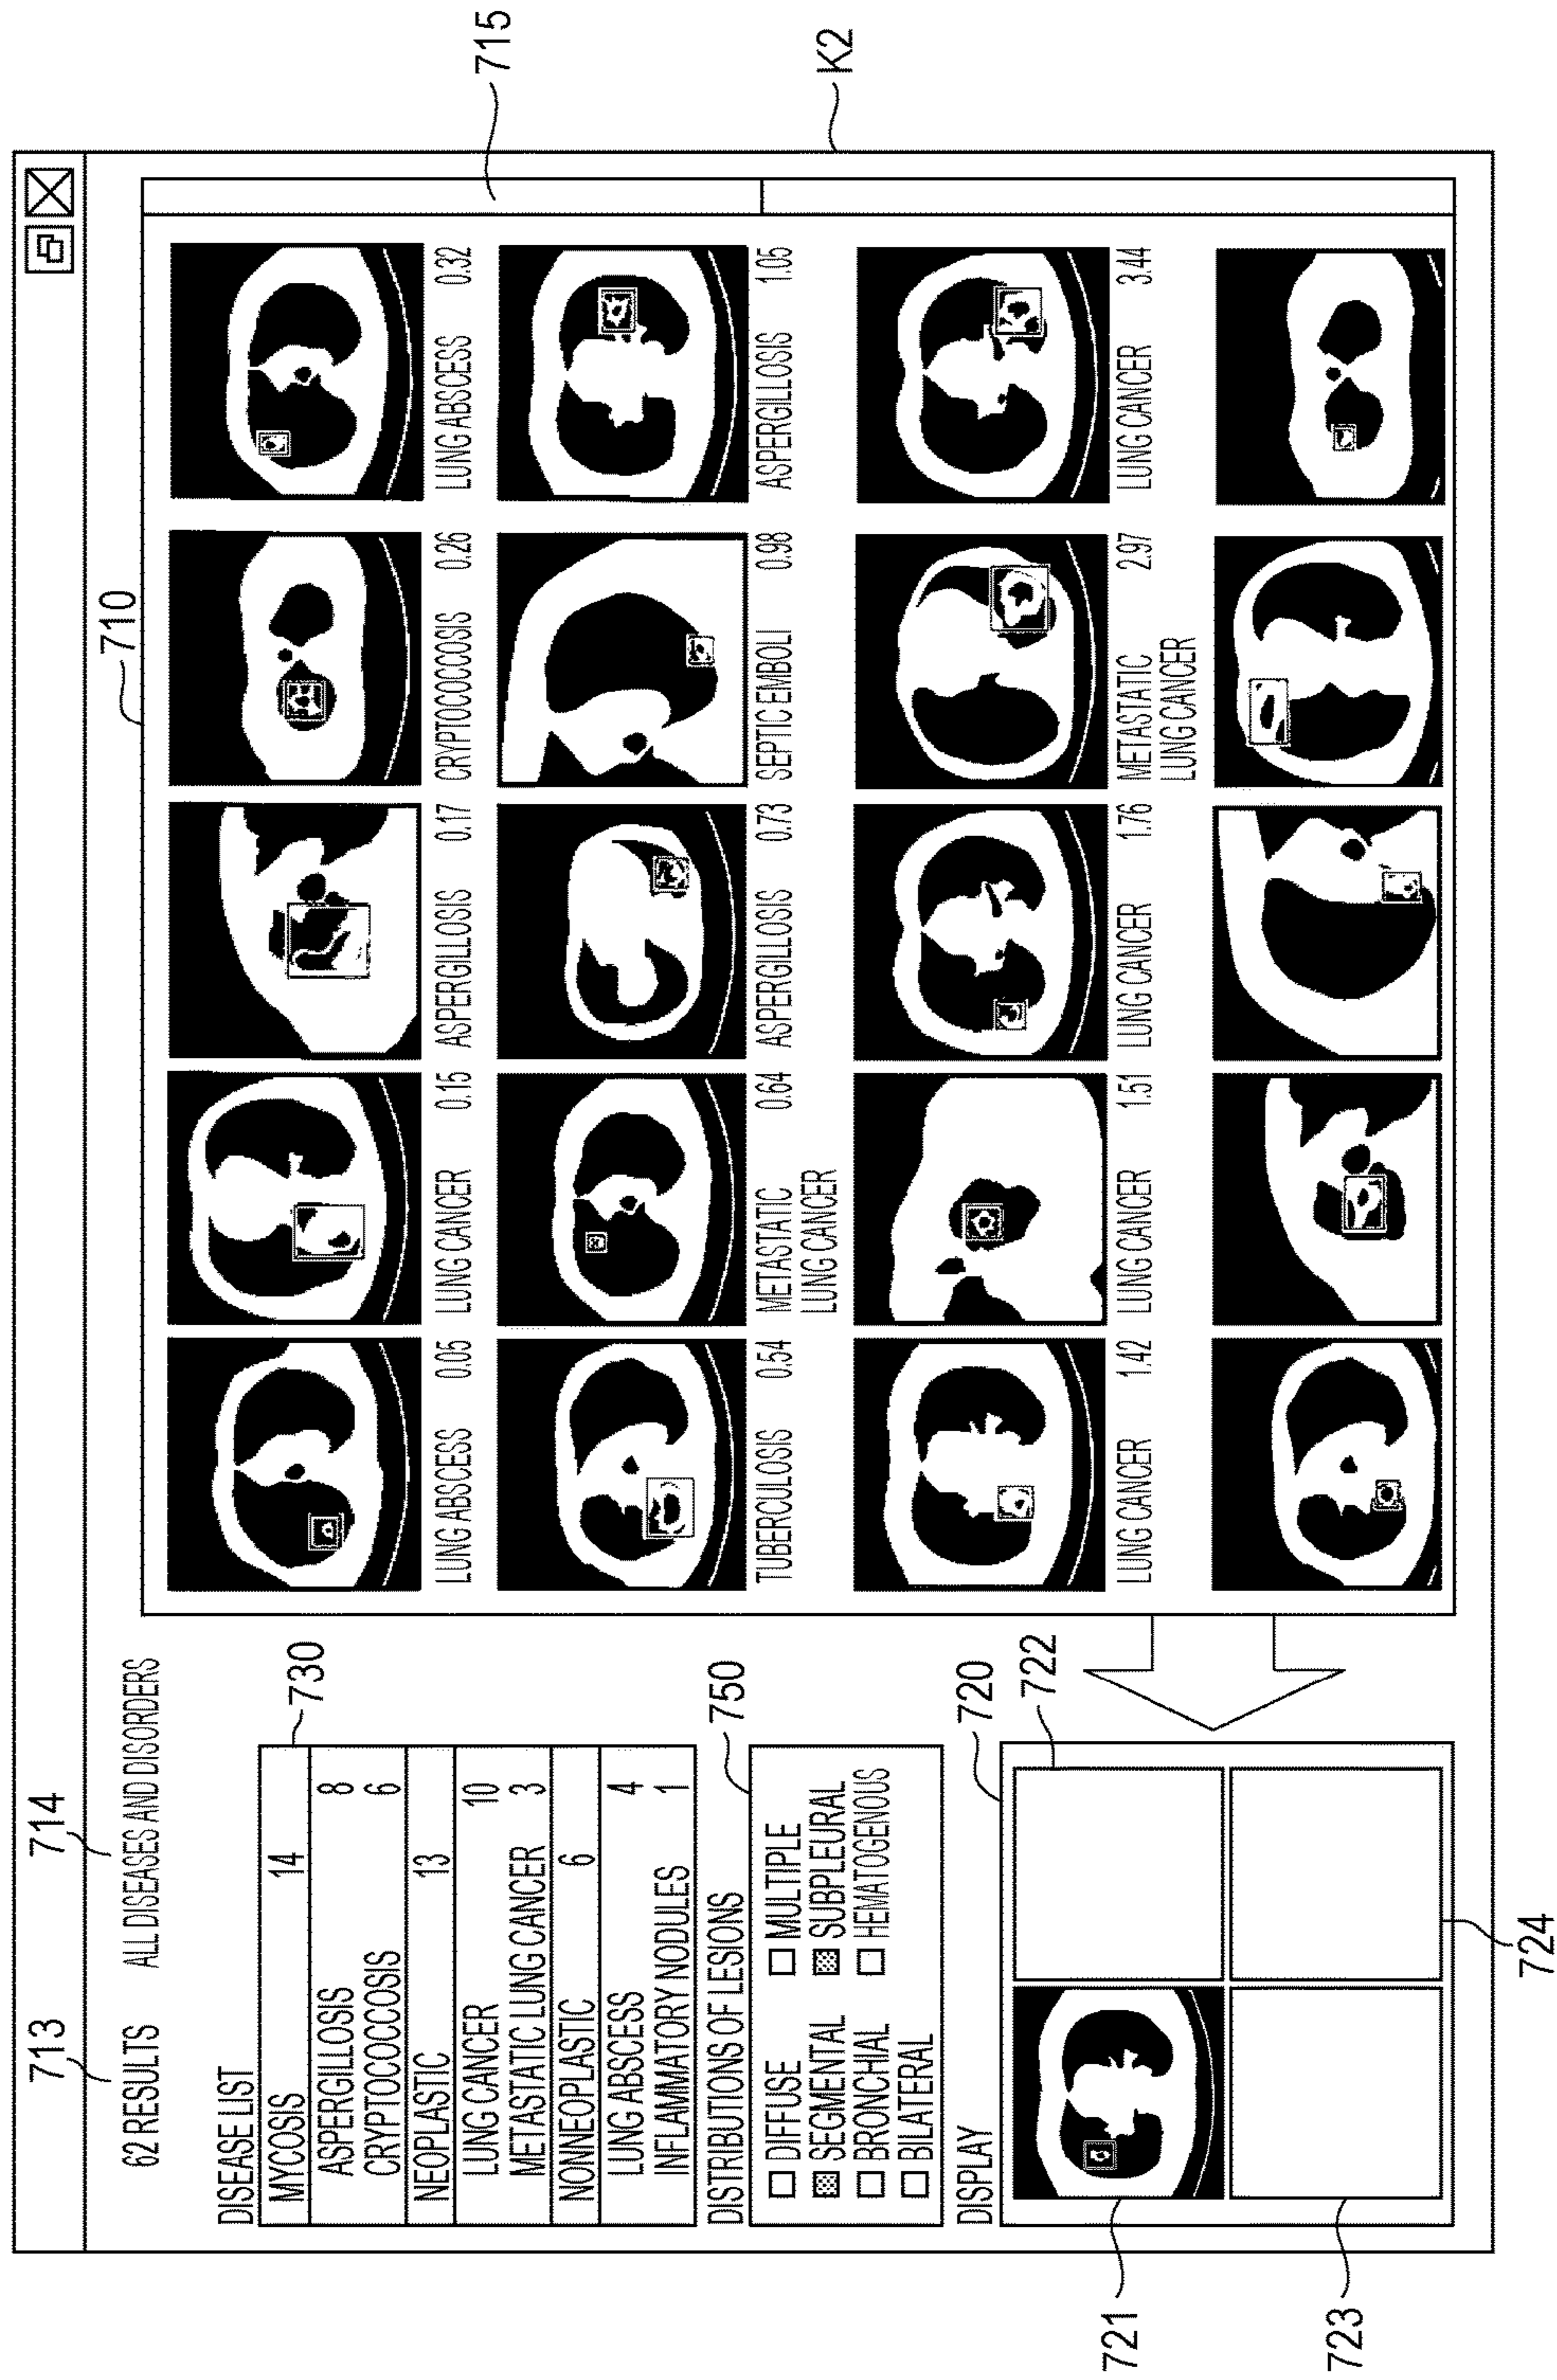 713
714
62 RESULTS
ALL DISEASES AND DISORDERS
710
715
K2
DISEASE LIST
730
MYCOSIS 14
ASPERGILLOSIS 8
CRYPTOCOCCOSIS 6
NEOPLASTIC 13
LUNG CANCER 10
METASTATIC LUNG CANCER 3
NONNEOPLASTIC 6
LUNG ABSCESS 4
INFLAMMATORY NODULES 1
DISTRIBUTIONS OF LESIONS
750
DIFFUSE
MULTIPLE
SEGMENTAL
SUBPLEURAL
BRONCHIAL
HEMATOGENOUS
BILATERAL
DISPLAY
720
722
721
723
724
LUNG ABSCESS 0.05
LUNG CANCER 0.15
ASPERGILLOSIS 0.17
CRYPTOCOCCOSIS 0.26
LUNG ABSCESS 0.32
TUBERCULOSIS 0.54
METASTATIC 0.64
LUNG CANCER
ASPERGILLOSIS 0.73
SEPTIC EMBOLI 0.98
ASPERGILLOSIS 1.05
LUNG CANCER 1.42
LUNG CANCER 1.51
LUNG CANCER 1.76
METASTATIC 2.97
LUNG CANCER
LUNG CANCER 3.44